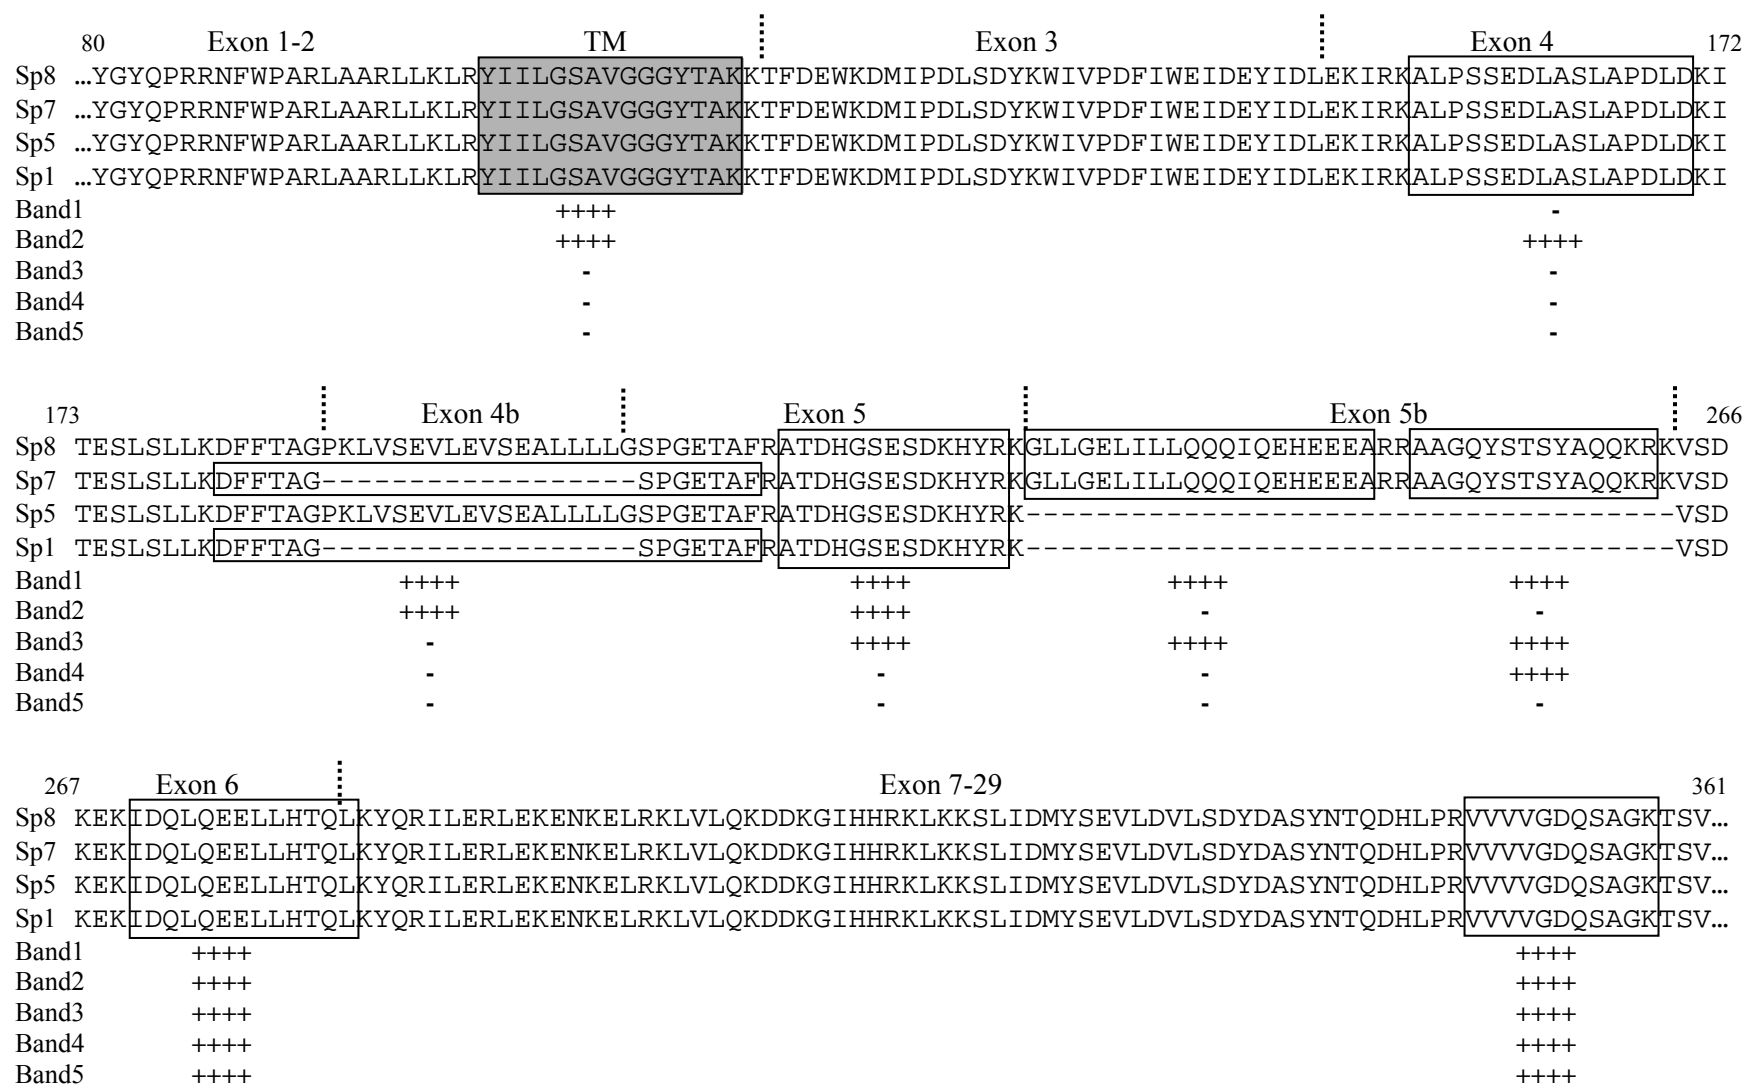 80 Exon 1-2 TM Exon 3 Exon 4 172
Sp8 …YGYQPRRNFWPARLAARLLKLRYIILGSAVGGGYTAKKTFDEWKDMIPDLSDYKWIVPDFIWEIDEYIDLEKIRKALPSSEDLASLAPDLDKI
Sp7 …YGYQPRRNFWPARLAARLLKLRYIILGSAVGGGYTAKKTFDEWKDMIPDLSDYKWIVPDFIWEIDEYIDLEKIRKALPSSEDLASLAPDLDKI
Sp5 …YGYQPRRNFWPARLAARLLKLRYIILGSAVGGGYTAKKTFDEWKDMIPDLSDYKWIVPDFIWEIDEYIDLEKIRKALPSSEDLASLAPDLDKI
Sp1 …YGYQPRRNFWPARLAARLLKLRYIILGSAVGGGYTAKKTFDEWKDMIPDLSDYKWIVPDFIWEIDEYIDLEKIRKALPSSEDLASLAPDLDKI
Band1 ++++ -
Band2 ++++ ++++
Band3 - -
Band4 - -
Band5 - -
173 Exon 4b Exon 5 Exon 5b 266
Sp8 TESLSLLKDFFTAGPKLVSEVLEVSEALLLLGSPGETAFRATDHGSESDKHYRKGLLGELILLQQQIQEHEEEARRAAGQYSTSYAQQKRKVSD
Sp7 TESLSLLKDFFTAG------------------SPGETAFRATDHGSESDKHYRKGLLGELILLQQQIQEHEEEARRAAGQYSTSYAQQKRKVSD
Sp5 TESLSLLKDFFTAGPKLVSEVLEVSEALLLLGSPGETAFRATDHGSESDKHYRK-------------------------------------VSD
Sp1 TESLSLLKDFFTAG------------------SPGETAFRATDHGSESDKHYRK-------------------------------------VSD
Band1 ++++ ++++ ++++ ++++
Band2 ++++ ++++ - -
Band3 - ++++ ++++ ++++
Band4 - - - ++++
Band5 - - - -
267 Exon 6 Exon 7-29 361
Sp8 KEKIDQLQEELLHTQLKYQRILERLEKENKELRKLVLQKDDKGIHHRKLKKSLIDMYSEVLDVLSDYDASYNTQDHLPRVVVVGDQSAGKTSV…
Sp7 KEKIDQLQEELLHTQLKYQRILERLEKENKELRKLVLQKDDKGIHHRKLKKSLIDMYSEVLDVLSDYDASYNTQDHLPRVVVVGDQSAGKTSV…
Sp5 KEKIDQLQEELLHTQLKYQRILERLEKENKELRKLVLQKDDKGIHHRKLKKSLIDMYSEVLDVLSDYDASYNTQDHLPRVVVVGDQSAGKTSV…
Sp1 KEKIDQLQEELLHTQLKYQRILERLEKENKELRKLVLQKDDKGIHHRKLKKSLIDMYSEVLDVLSDYDASYNTQDHLPRVVVVGDQSAGKTSV…
Band1 ++++ ++++
Band2 ++++ ++++
Band3 ++++ ++++
Band4 ++++ ++++
Band5 ++++ ++++